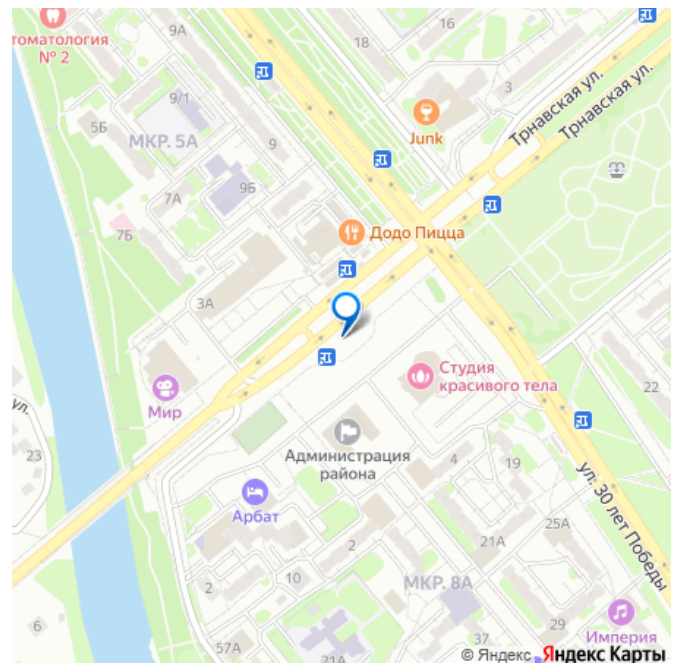 томатология
№ 2
9А
18
16
9/1
3
Трнавская ул.
Трнавская ул.
Junk
5Б
МКР. 5А
9
7А
9Б
7Б
Додо Пицца
3А
Студия
красивого тела
22
Мир
ул.
23
Администрация
района
4
19
ул. 30 лет Победы
Арбат
25А
2
21А
2
10
МКР. 8А
6
29
Империя
57А
21А
37
© Яндекс Яндекс Карты